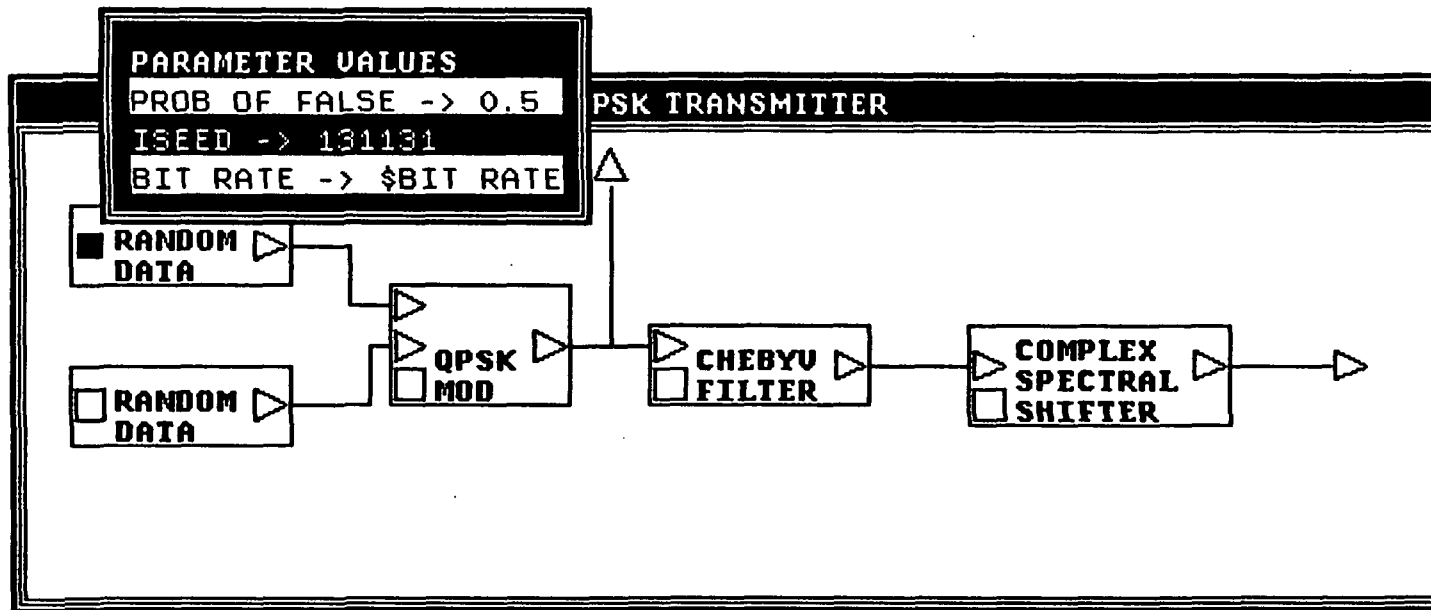 PARAMETER VALUES
PROB OF FALSE -> 0.5
ISEED -> 131131
BIT RATE -> $BIT RATE
PSK TRANSMITTER
RANDOM
DATA
RANDOM
DATA
QPSK
MOD
CHEBYV
FILTER
COMPLEX
SPECTRAL
SHIFTER